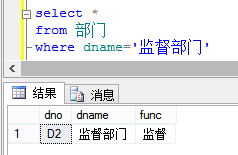 select *
from 部门
where dname='监督部门'
结果 消息
dno dname func
1 D2 监督部门 监督